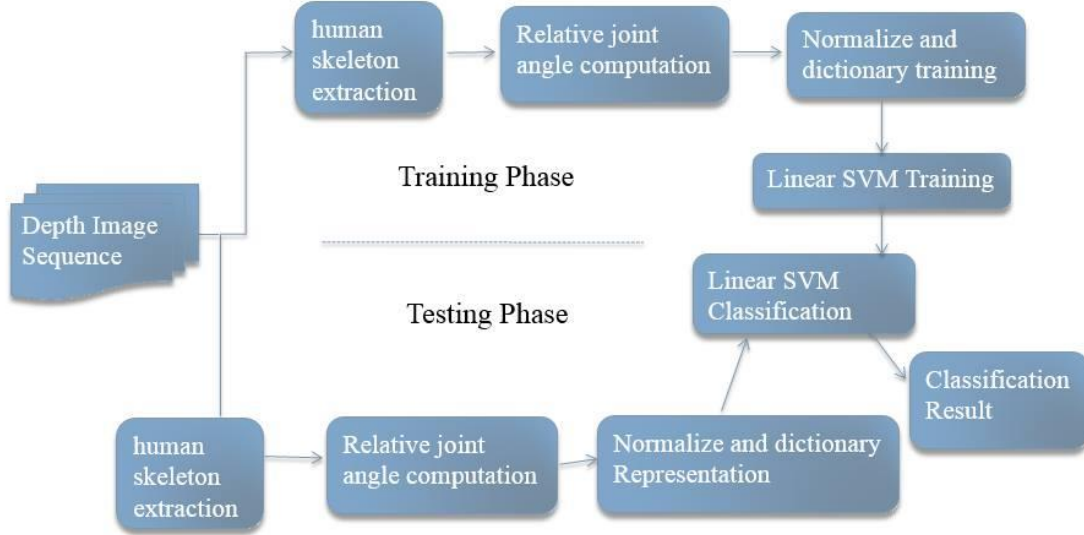 human
skeleton
extraction
Relative joint
angle computation
Normalize and
dictionary training
Training Phase
Linear SVM Training
Depth Image
Sequence
Linear SVM
Classification
Testing Phase
Classification
Result
human
skeleton
extraction
Relative joint
angle computation
Normalize and dictionary
Representation